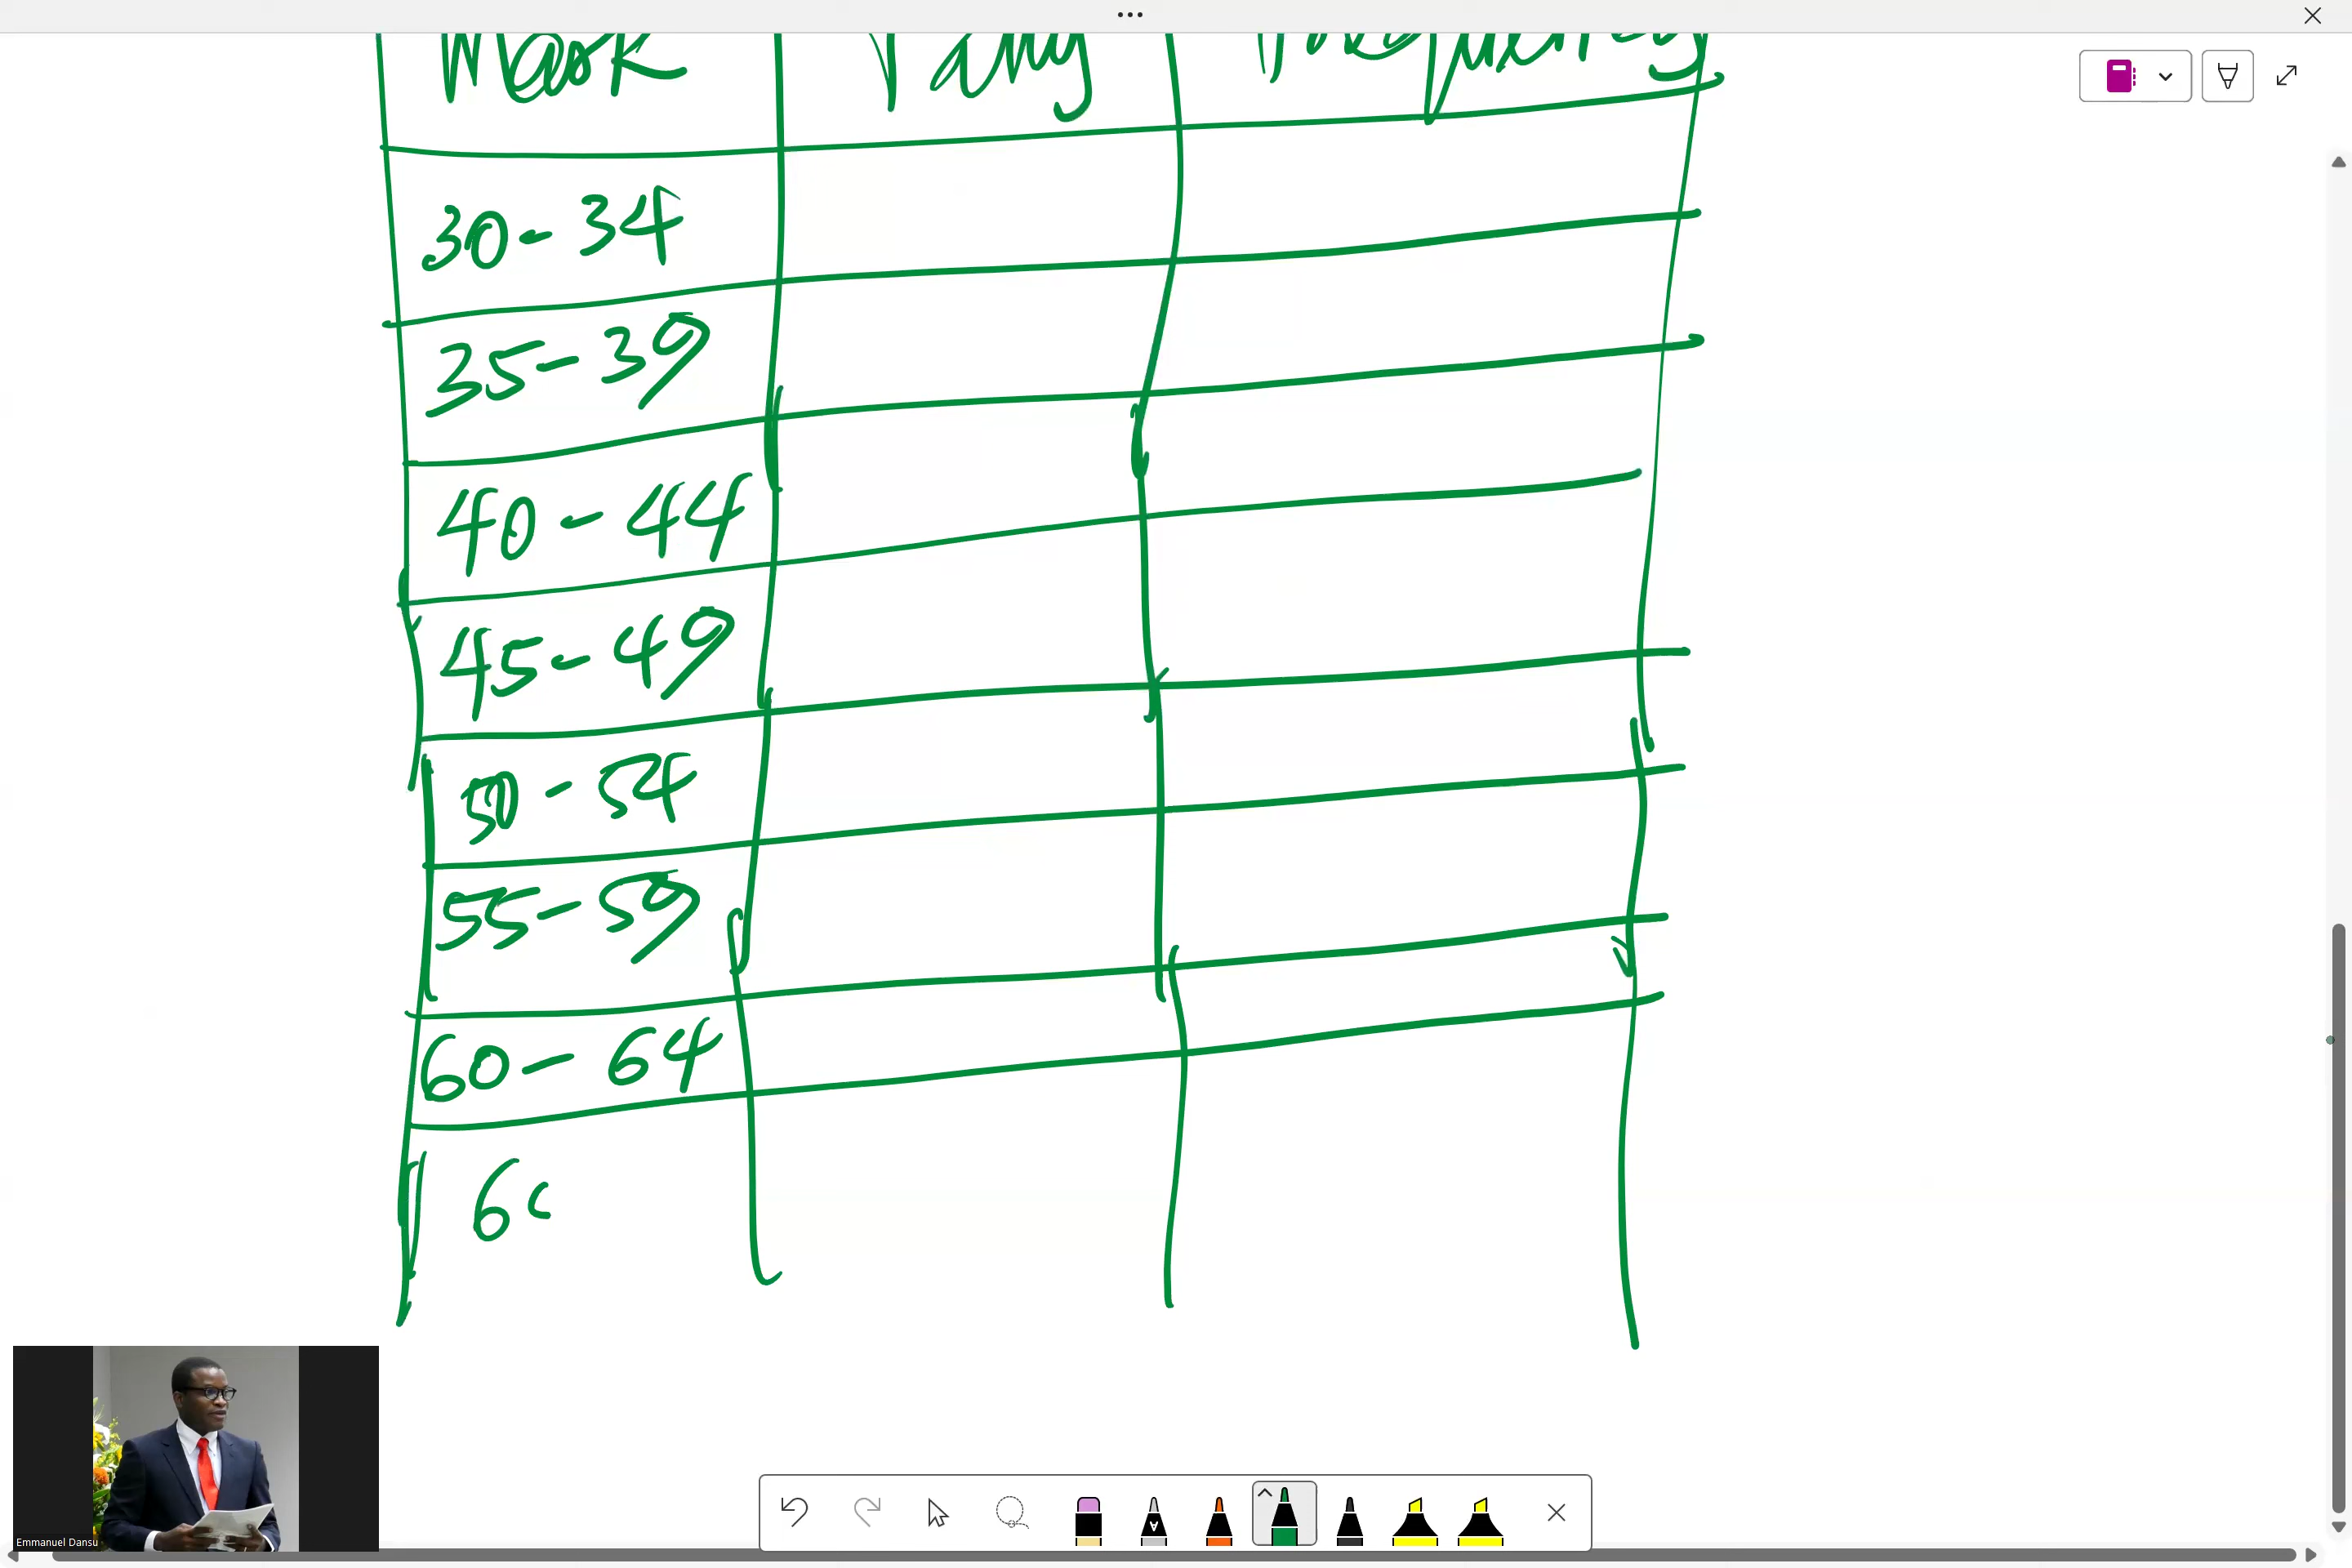 Mark Tally Frequency
30 - 34
35 - 39
40 - 44
45 - 49
50 - 54
55 - 59
60 - 64
6
Emmanuel Dansu